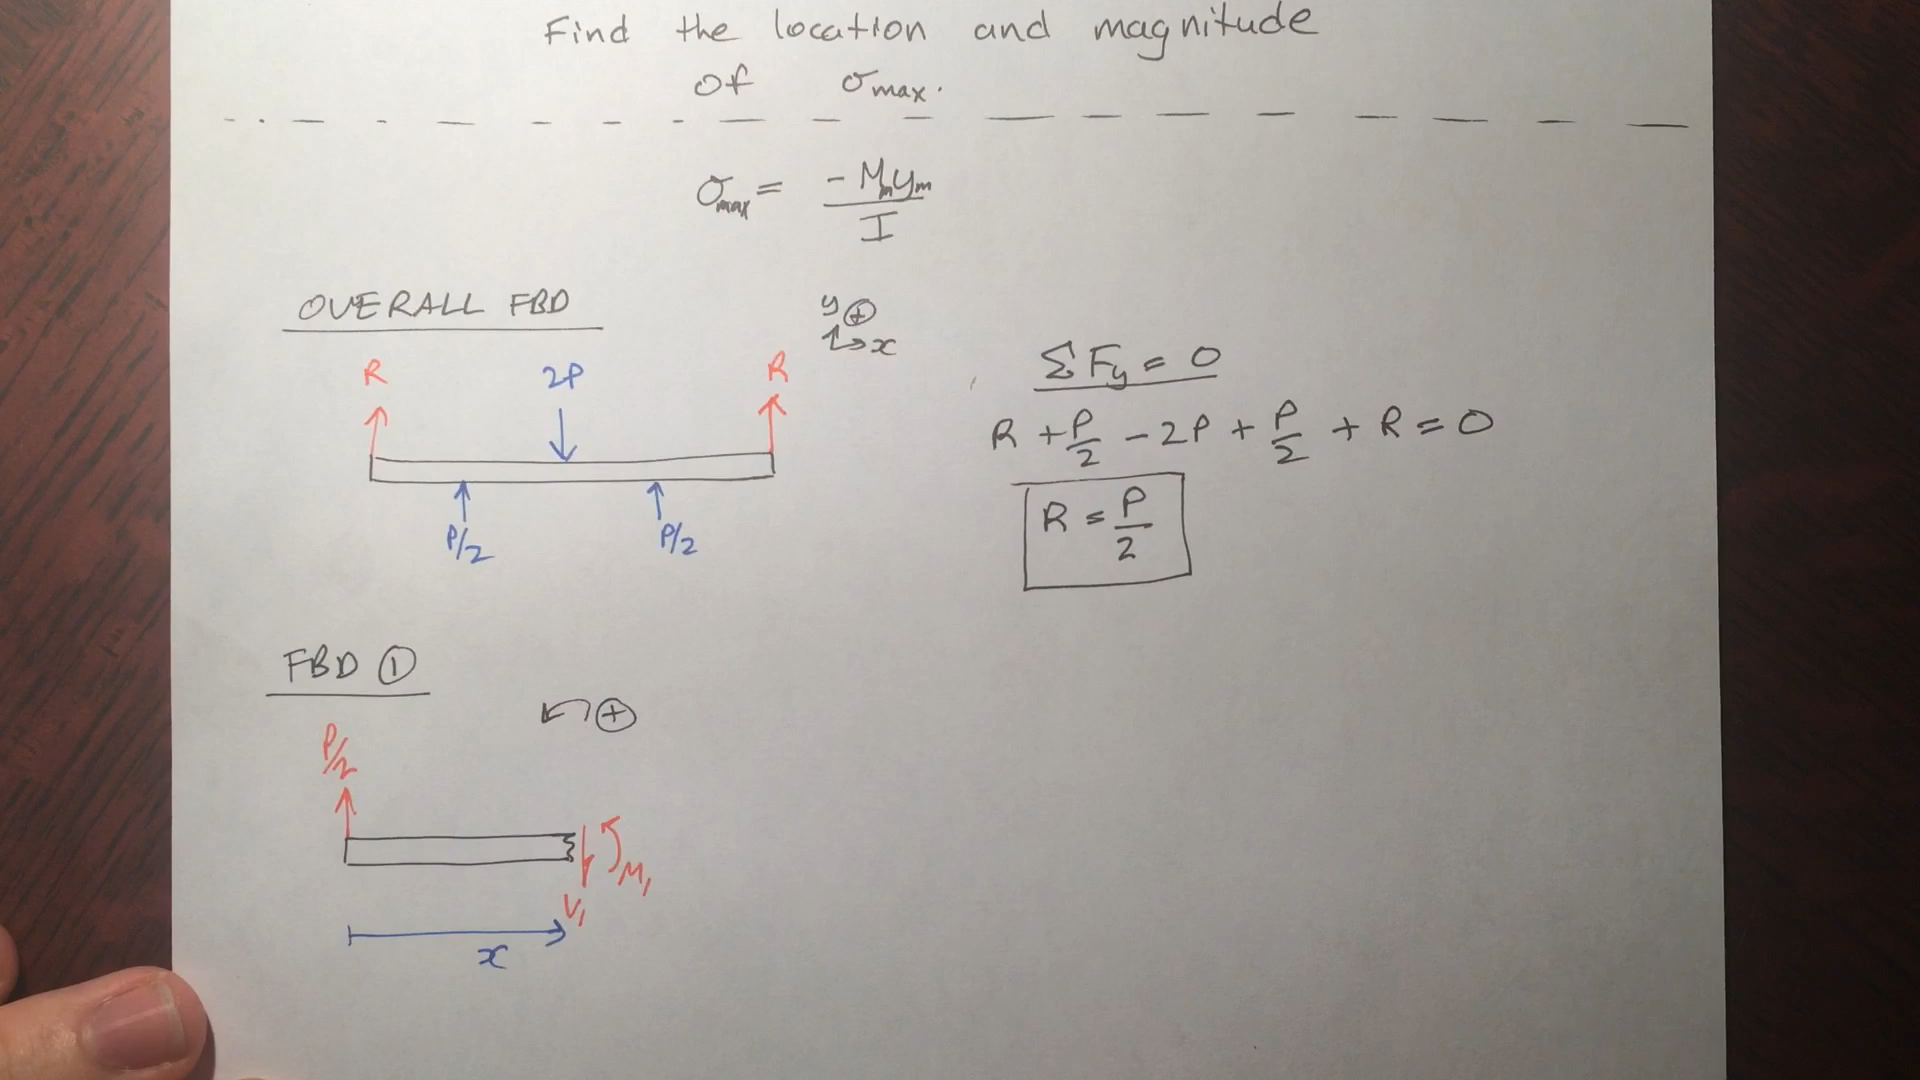 Find the location and magnitude
of σmax.
σmax = -Mmym/I
OVERALL FBD
y + x
R 2P R
P/2 P/2
ΣFy = 0
R + P/2 - 2P + P/2 + R = 0
R = P/2
FBD ①
+
P/2
M1
V1
x